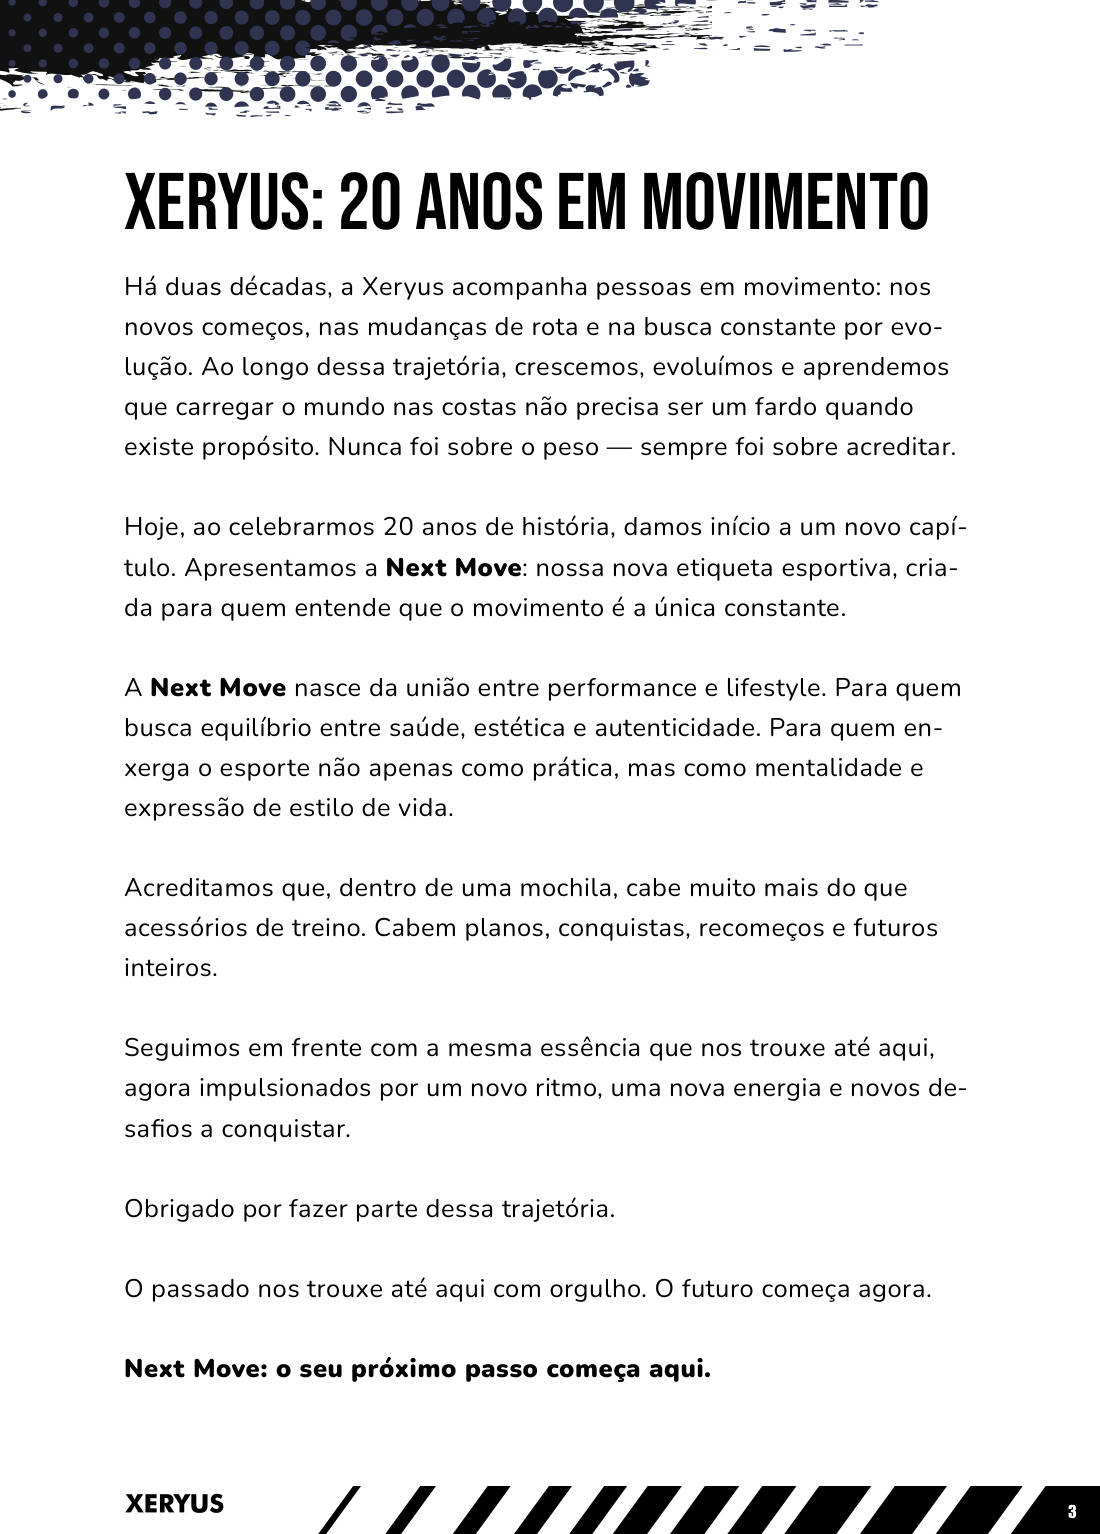 XERYUS: 20 ANOS EM MOVIMENTO
Há duas décadas, a Xeryus acompanha pessoas em movimento: nos
novos começos, nas mudanças de rota e na busca constante por evo-
lução. Ao longo dessa trajetória, crescemos, evoluímos e aprendemos
que carregar o mundo nas costas não precisa ser um fardo quando
existe propósito. Nunca foi sobre o peso — sempre foi sobre acreditar.
Hoje, ao celebrarmos 20 anos de história, damos início a um novo capí-
tulo. Apresentamos a Next Move: nossa nova etiqueta esportiva, cria-
da para quem entende que o movimento é a única constante.
A Next Move nasce da união entre performance e lifestyle. Para quem
busca equilíbrio entre saúde, estética e autenticidade. Para quem en-
xerga o esporte não apenas como prática, mas como mentalidade e
expressão de estilo de vida.
Acreditamos que, dentro de uma mochila, cabe muito mais do que
acessórios de treino. Cabem planos, conquistas, recomeços e futuros
inteiros.
Seguimos em frente com a mesma essência que nos trouxe até aqui,
agora impulsionados por um novo ritmo, uma nova energia e novos de-
safios a conquistar.
Obrigado por fazer parte dessa trajetória.
O passado nos trouxe até aqui com orgulho. O futuro começa agora.
Next Move: o seu próximo passo começa aqui.
XERYUS
3